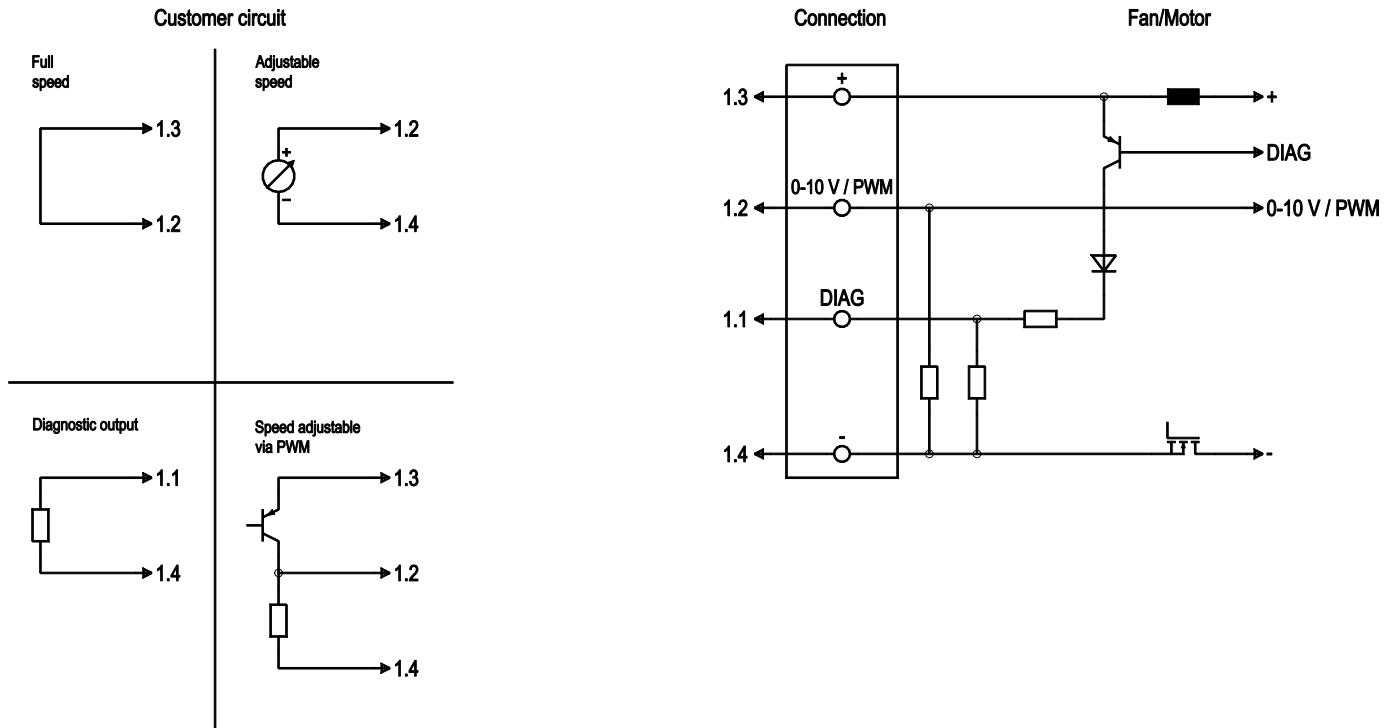 Customer circuit
Full
speed
1.3
1.2
Adjustable
speed
+
−
1.2
1.4
Diagnostic output
1.1
1.4
Speed adjustable
via PWM
1.3
1.2
1.4
Connection
Fan/Motor
+
1.3
+
DIAG
0-10 V / PWM
1.2
0-10 V / PWM
DIAG
1.1
-
1.4
-